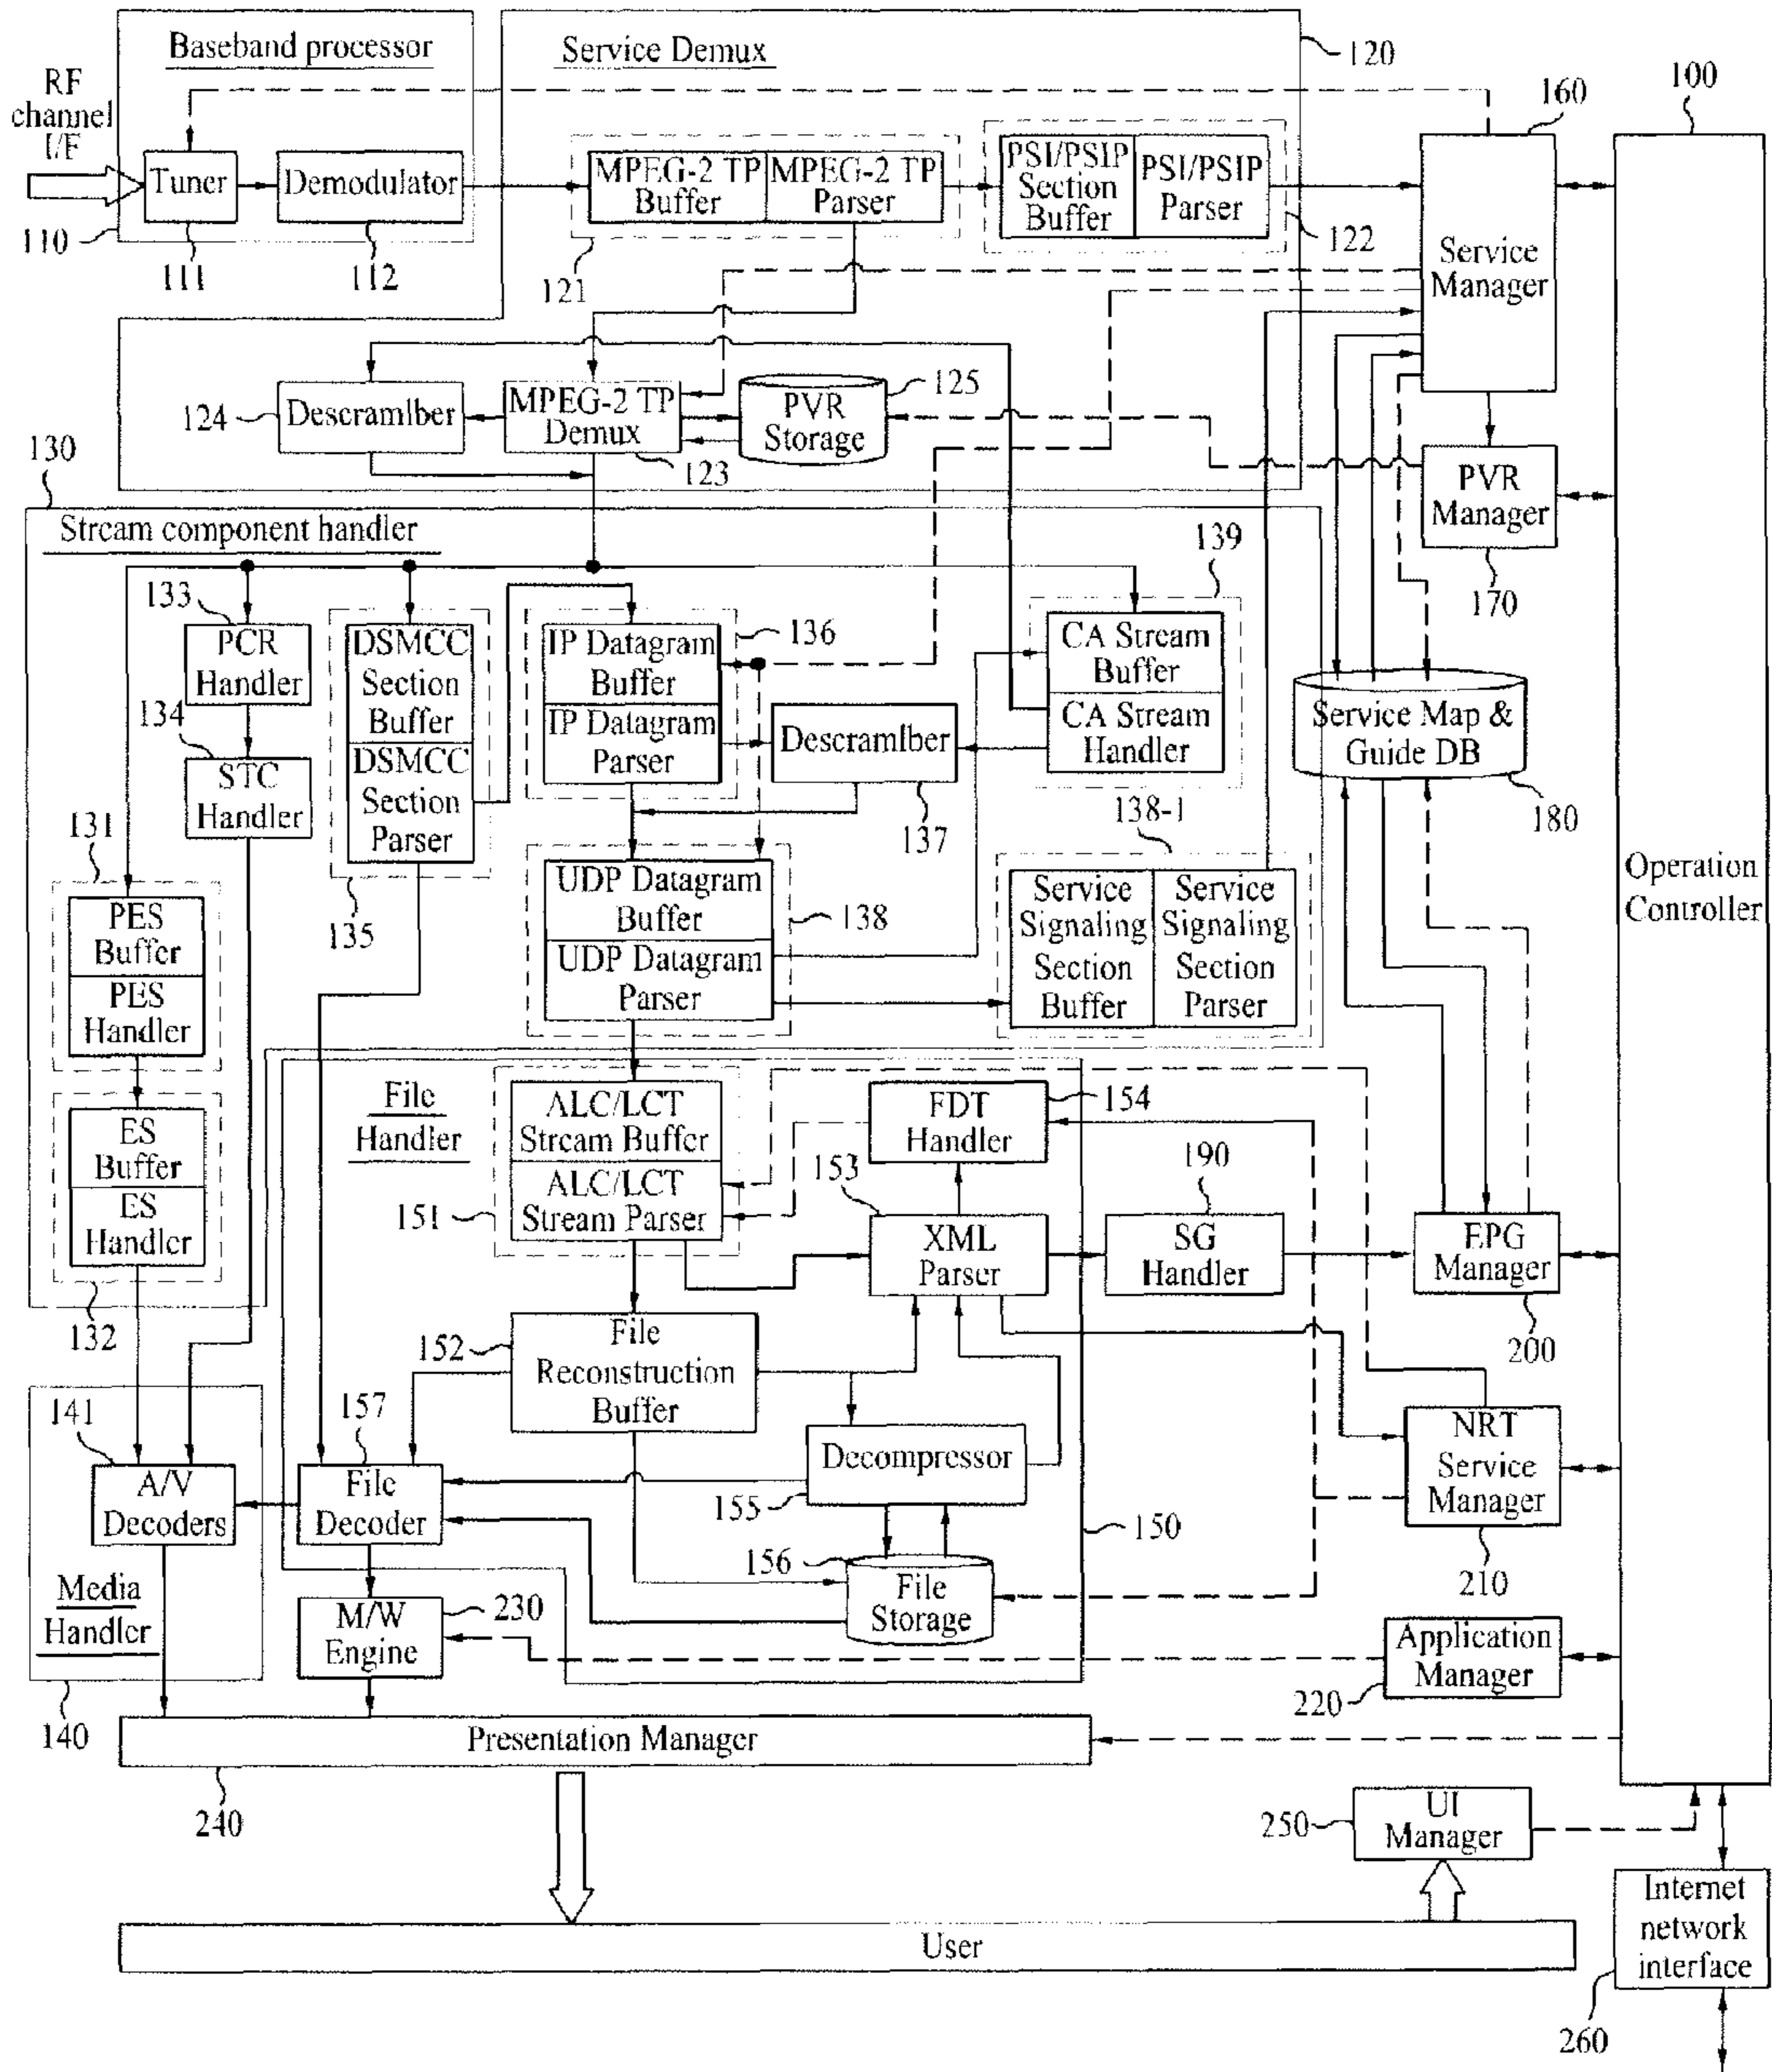 Baseband processor
Service Demux
120
RF
channel
I/F
160
100
Tuner
Demodulator
MPEG-2 TP
Buffer
MPEG-2 TP
Parser
PSI/PSIP
Section
Buffer
PSI/PSIP
Parser
Service
Manager
110
111
112
121
122
124
Descramlber
MPEG-2 TP
Demux
123
PVR
Storage
125
130
PVR
Manager
170
Stream component handler
139
133
PCR
Handler
134
STC
Handler
DSMCC
Section
Buffer
DSMCC
Section
Parser
135
IP Datagram
Buffer
IP Datagram
Parser
136
Descramlber
137
CA Stream
Buffer
CA Stream
Handler
Service Map &
Guide DB
180
138-1
131
PES
Buffer
PES
Handler
UDP Datagram
Buffer
UDP Datagram
Parser
138
Service
Signaling
Section
Buffer
Service
Signaling
Section
Parser
Operation
Controller
File
Handler
ALC/LCT
Stream Buffer
ALC/LCT
Stream Parser
151
FDT
Handler
154
ES
Buffer
ES
Handler
132
153
XML
Parser
190
SG
Handler
EPG
Manager
200
152
File
Reconstruction
Buffer
141
A/V
Decoders
157
File
Decoder
Decompressor
155
150
NRT
Service
Manager
210
156
File
Storage
Media
Handler
140
M/W
Engine
230
Application
Manager
220
Presentation Manager
240
250
UI
Manager
User
Internet
network
interface
260